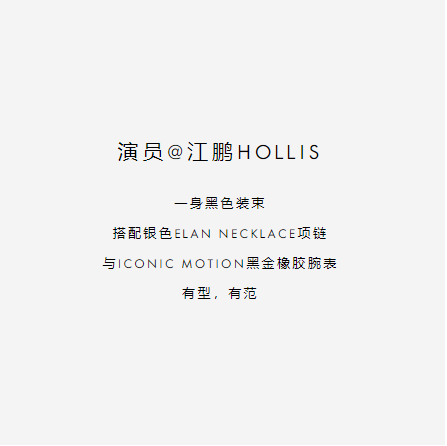 演员@江鹏HOLLIS
一身黑色装束
搭配银色ELAN NECKLACE项链
与ICONIC MOTION黑金橡胶腕表
有型，有范